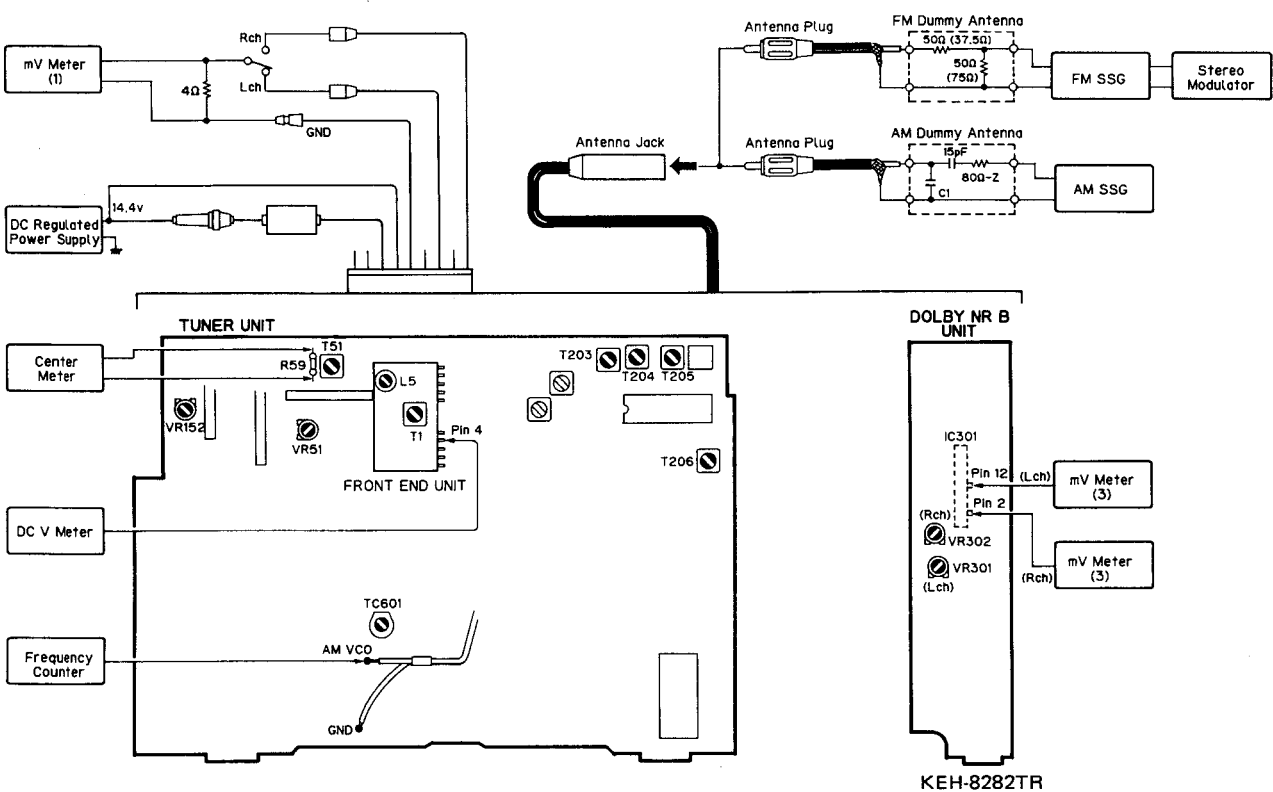 Rch
mV Meter
(1)
4Ω
Lch
GND
Antenna Plug
FM Dummy Antenna
50Ω (37.5Ω)
50Ω
(75Ω)
FM SSG
Stereo
Modulator
Antenna Jack
Antenna Plug
AM Dummy Antenna
15pF
80Ω-Z
C1
AM SSG
14.4v
DC Regulated
Power Supply
TUNER UNIT
DOLBY NR B
UNIT
Center
Meter
R59
T51
L5
T1
Pin 4
VR152
VR51
FRONT END UNIT
T203
T204
T205
T206
IC301
Pin 12
(Lch)
mV Meter
(3)
Pin 2
(Rch)
VR302
VR301
(Lch)
(Rch)
mV Meter
(3)
DC V Meter
TC601
AM VCO
Frequency
Counter
GND
KEH-8282TR